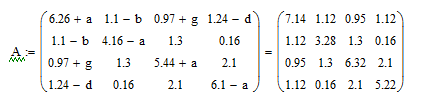 A := ( 6.26 + a 1.1 − b 0.97 + g 1.24 − d ) = ( 7.14 1.12 0.95 1.12 )
1.1 − b 4.16 − a 1.3 0.16 1.12 3.28 1.3 0.16
0.97 + g 1.3 5.44 + a 2.1 0.95 1.3 6.32 2.1
1.24 − d 0.16 2.1 6.1 − a 1.12 0.16 2.1 5.22